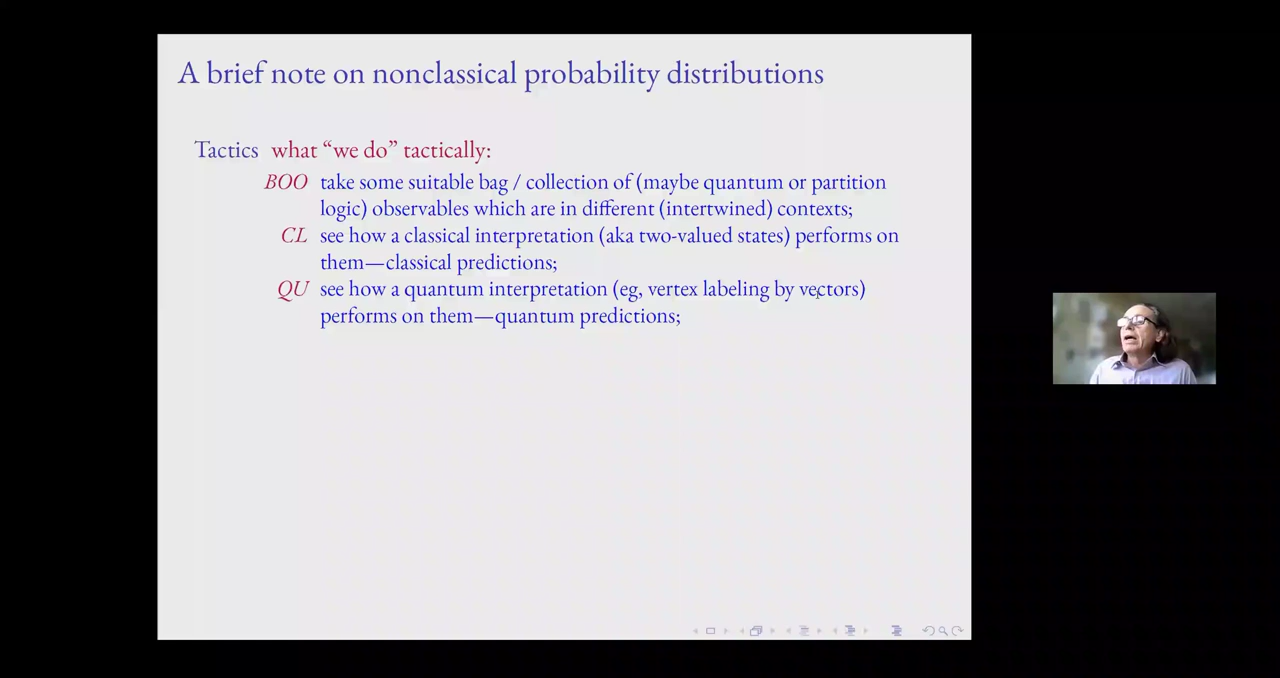 A brief note on nonclassical probability distributions
Tactics what “we do” tactically:
BOO take some suitable bag / collection of (maybe quantum or partition
logic) observables which are in different (intertwined) contexts;
CL see how a classical interpretation (aka two-valued states) performs on
them—classical predictions;
QU see how a quantum interpretation (eg, vertex labeling by vectors)
performs on them—quantum predictions;